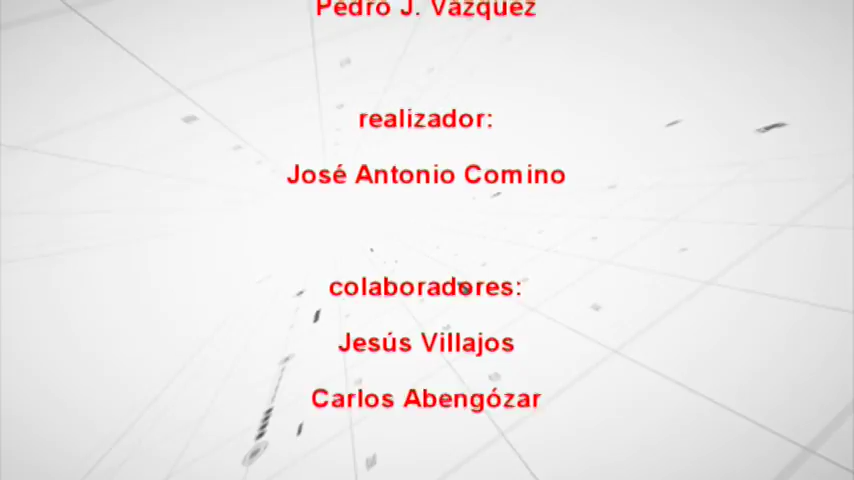 Pedro J. Vázquez
realizador:
José Antonio Comino
colaboradores:
Jesús Villajos
Carlos Abengózar